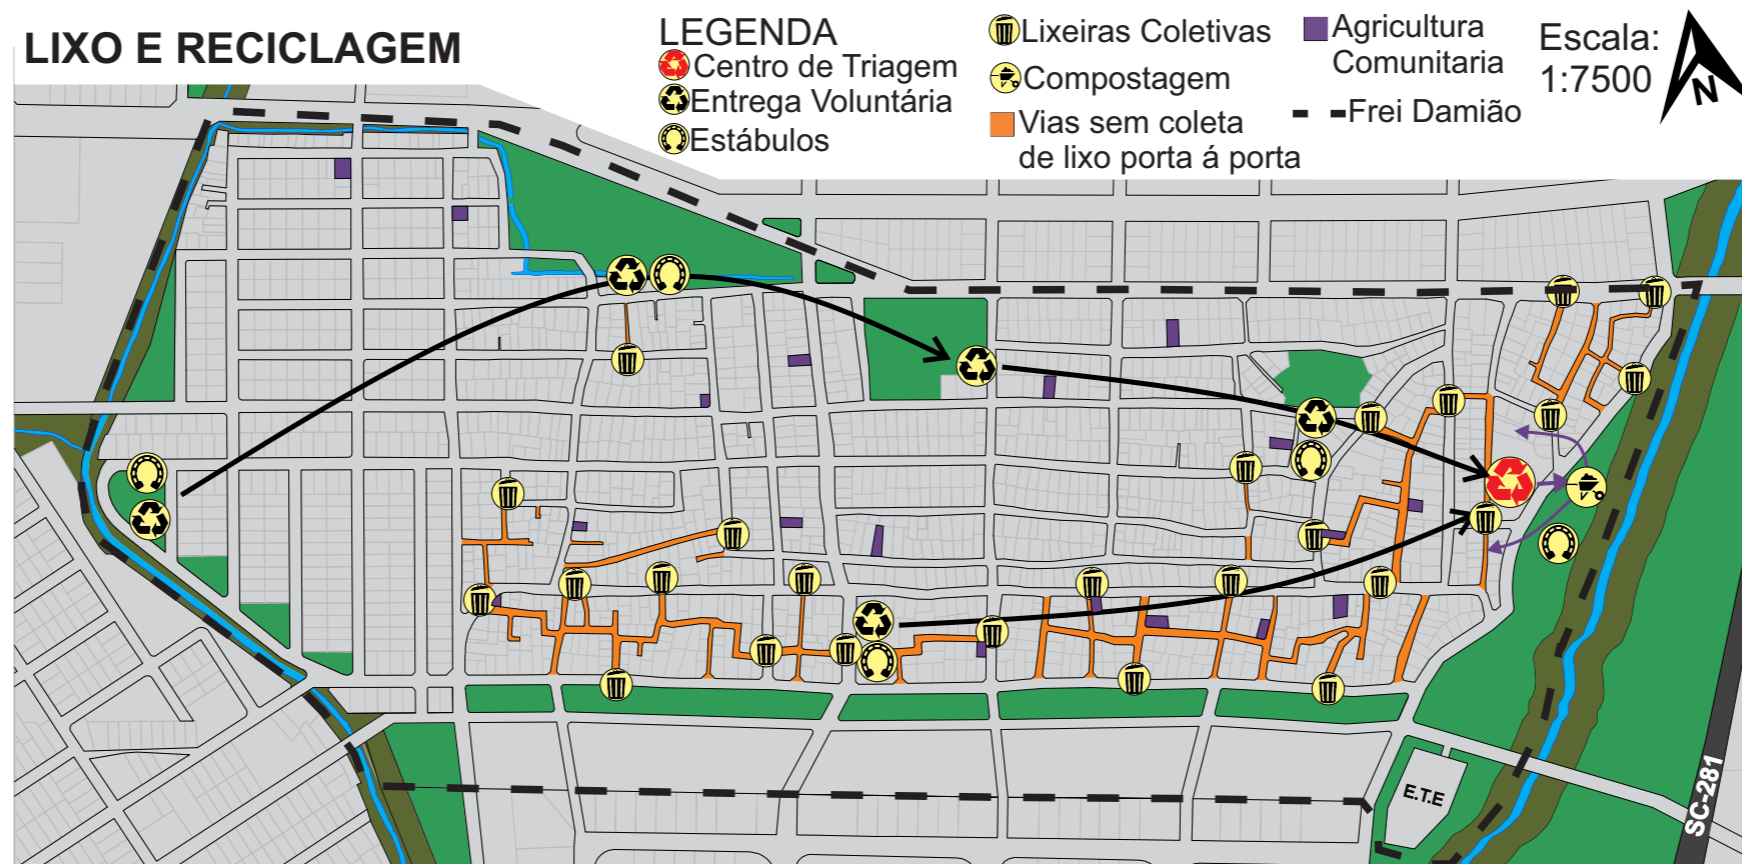 LIXO E RECICLAGEM
LEGENDA
Centro de Triagem
Entrega Voluntária
Estábulos
Lixeiras Coletivas
Compostagem
Vias sem coleta
de lixo porta á porta
Agricultura
Comunitaria
Frei Damião
Escala:
1:7500
N
E.T.E
SC-281